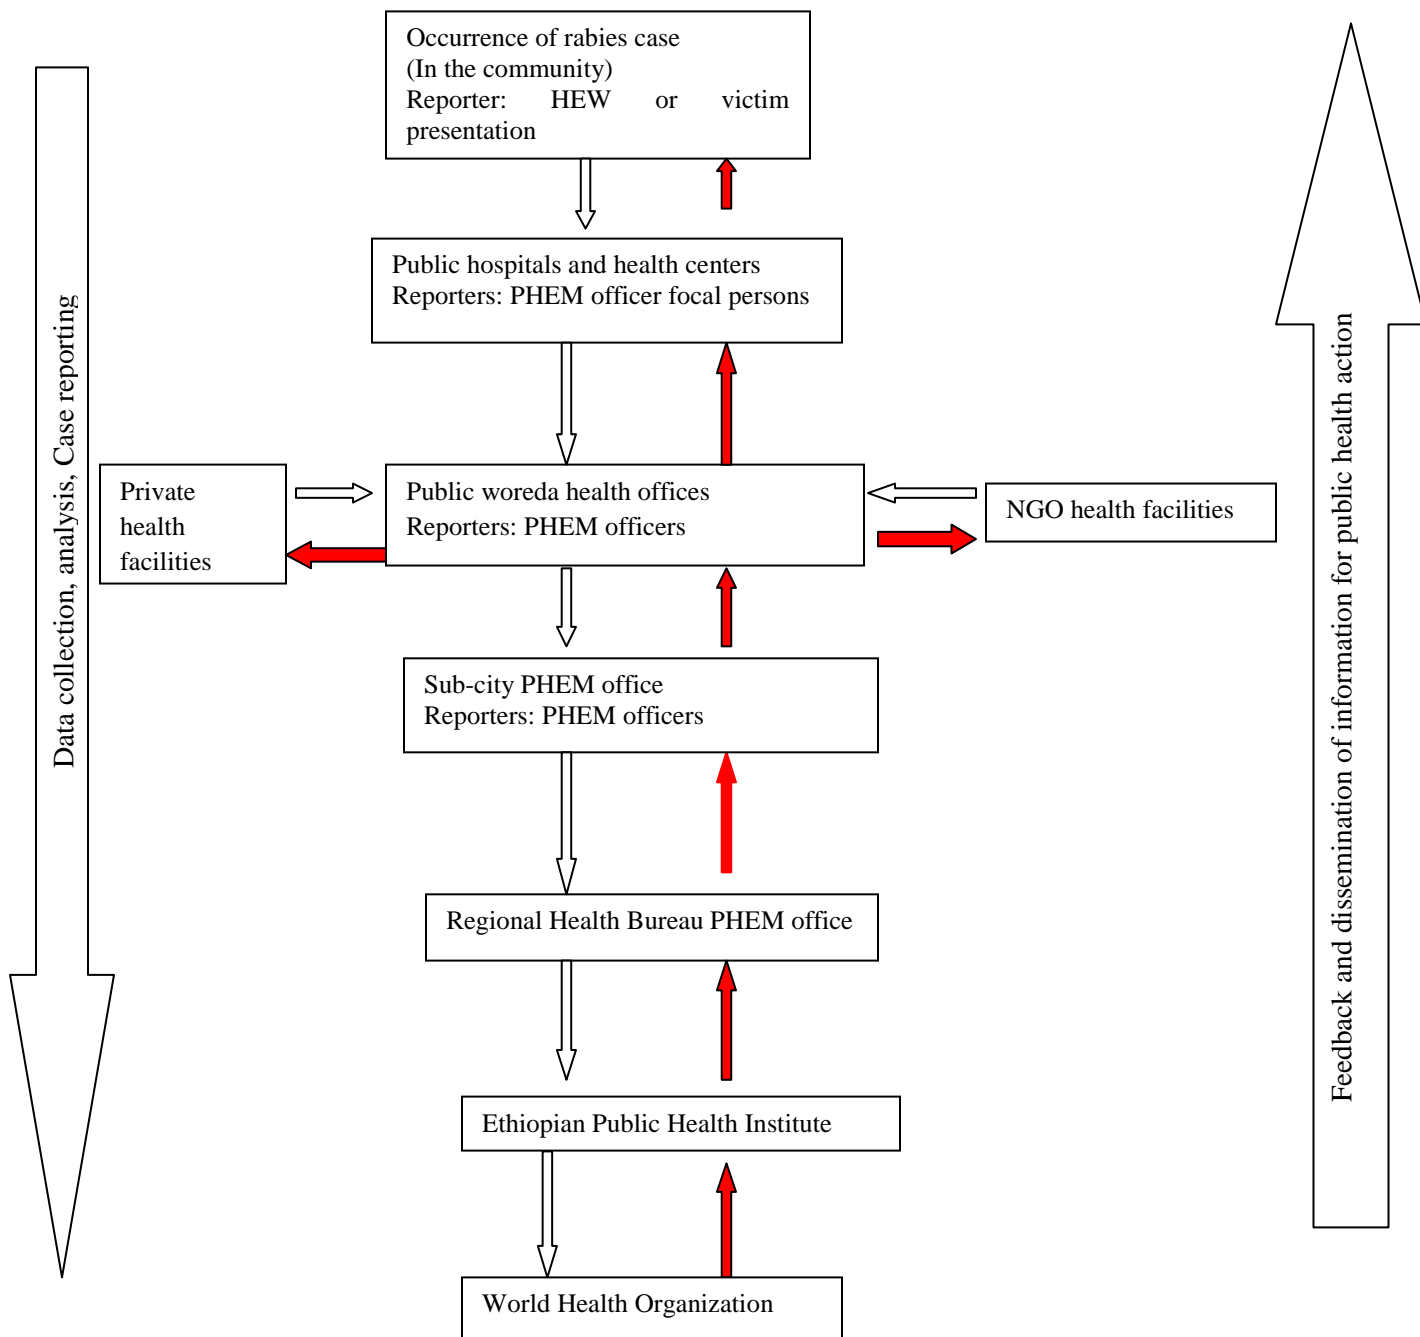 Occurrence of rabies case
(In the community)
Reporter: HEW or victim
presentation
Public hospitals and health centers
Reporters: PHEM officer focal persons
Data collection, analysis, Case reporting
Private
health
facilities
Public woreda health offices
Reporters: PHEM officers
NGO health facilities
Feedback and dissemination of information for public health action
Sub-city PHEM office
Reporters: PHEM officers
Regional Health Bureau PHEM office
Ethiopian Public Health Institute
World Health Organization